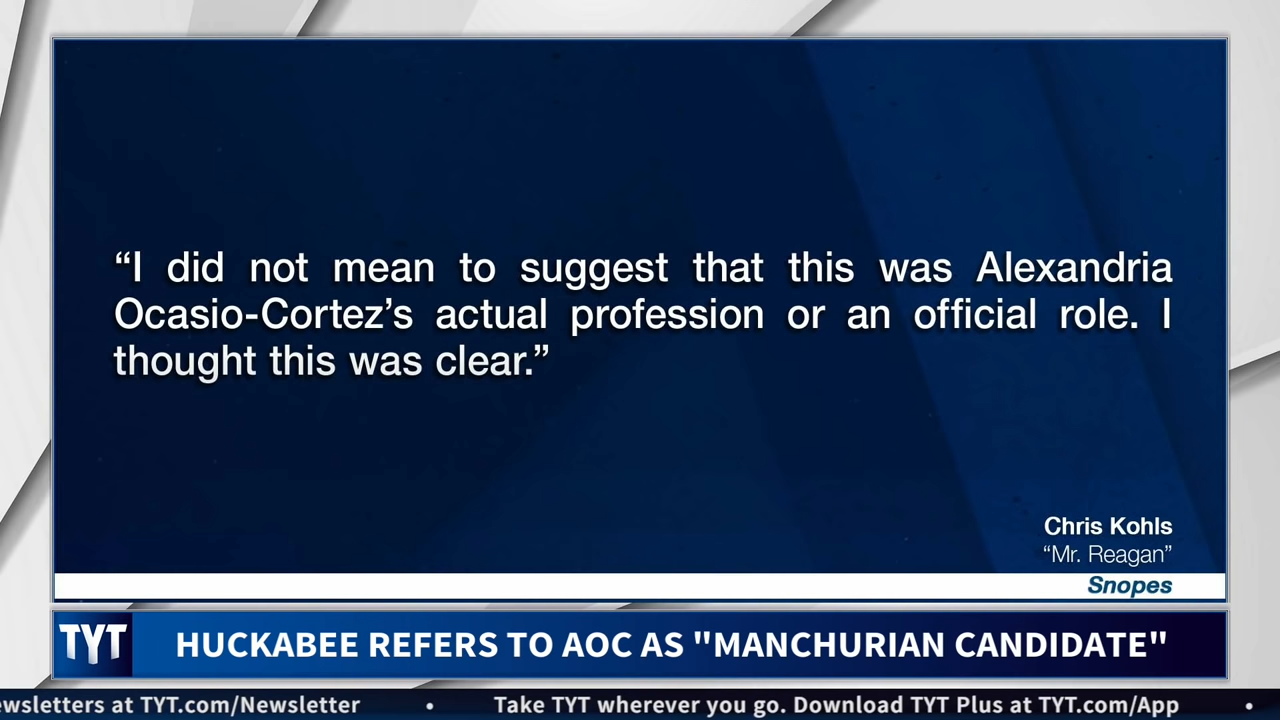 “I did not mean to suggest that this was Alexandria
Ocasio-Cortez’s actual profession or an official role. I
thought this was clear.”
Chris Kohls
“Mr. Reagan”
Snopes
TYT HUCKABEE REFERS TO AOC AS "MANCHURIAN CANDIDATE"
ewsletters at TYT.com/Newsletter • Take TYT wherever you go. Download TYT Plus at TYT.com/App •